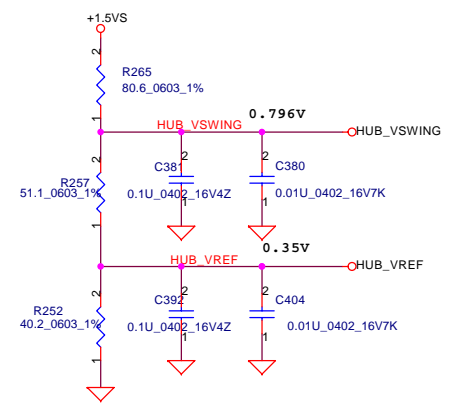 +1.5VS
2
R265
80.6_0603_1%
1
0.796V
HUB_VSWING
HUB_VSWING
2
R257
51.1_0603_1%
1
2
C381
0.1U_0402_16V4Z
1
2
C380
0.01U_0402_16V7K
1
0.35V
HUB_VREF
HUB_VREF
2
R252
40.2_0603_1%
1
2
C392
0.1U_0402_16V4Z
1
2
C404
0.01U_0402_16V7K
1